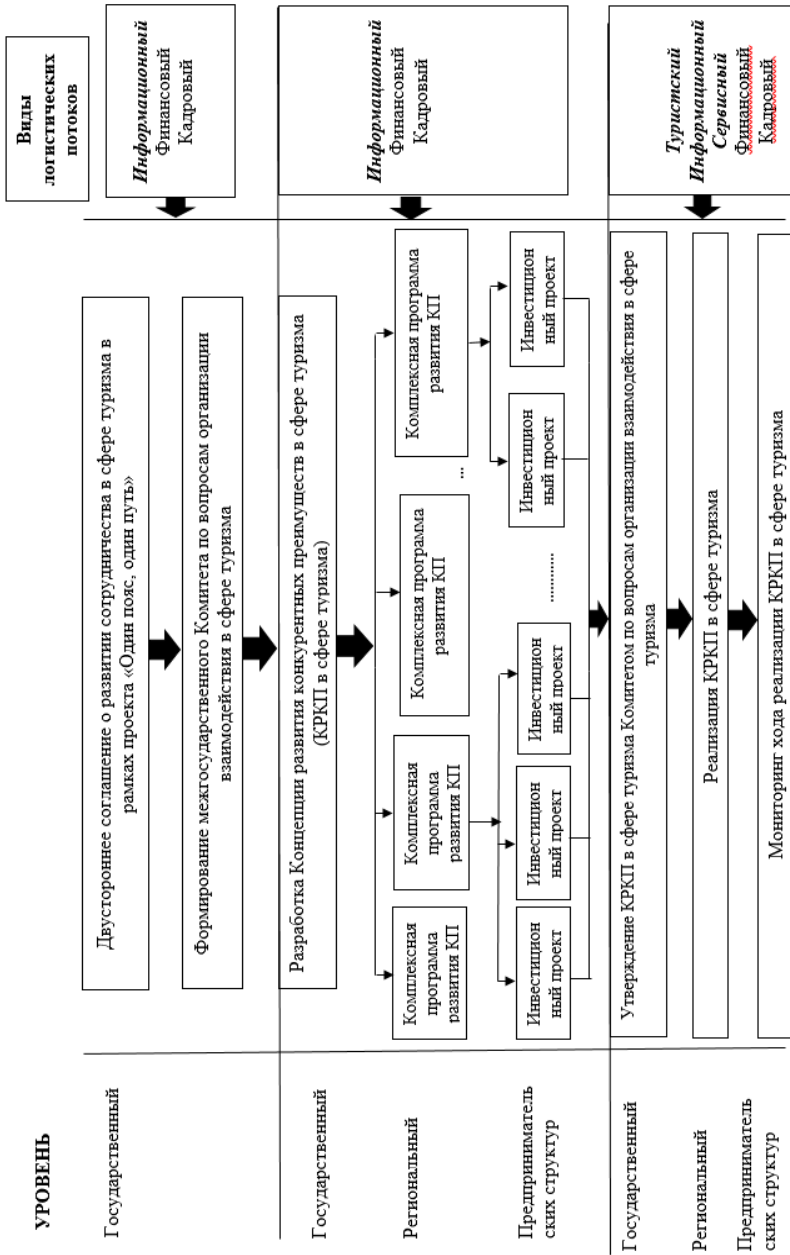 УРОВЕНЬ
Виды
логистических
потоков
Государственный
Двустороннее соглашение о развитии сотрудничества в сфере туризма в
рамках проекта «Один пояс, один путь»
Формирование межгосударственного Комитета по вопросам организации
взаимодействия в сфере туризма
Информационный
Финансовый
Кадровый
Государственный
Разработка Концепции развития конкурентных преимуществ в сфере туризма
(КРКП в сфере туризма)
Региональный
Комплексная
программа
развития КП
Комплексная
программа
развития КП
Комплексная программа
развития КП
...
Комплексная программа
развития КП
Предприниматель
ских структур
Инвестицион
ный проект
Инвестицион
ный проект
Инвестицион
ный проект
............
Инвестицион
ный проект
Инвестицион
ный проект
Информационный
Финансовый
Кадровый
Государственный
Утверждение КРКП в сфере туризма Комитетом по вопросам организации взаимодействия в сфере
туризма
Региональный
Реализация КРКП в сфере туризма
Предприниматель
ских структур
Мониторинг хода реализации КРКП в сфере туризма
Туристский
Информационный
Сервисный
Финансовый
Кадровый